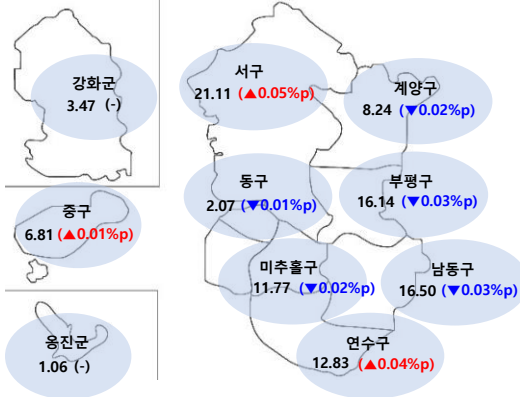 강화군
3.47 (-)
서구
21.11 (▲0.05%p)
계양구
8.24 (▼0.02%p)
중구
6.81 (▲0.01%p)
동구
2.07 (▼0.01%p)
부평구
16.14 (▼0.03%p)
미추홀구
11.77 (▼0.02%p)
남동구
16.50 (▼0.03%p)
옹진군
1.06 (-)
연수구
12.83 (▲0.04%p)